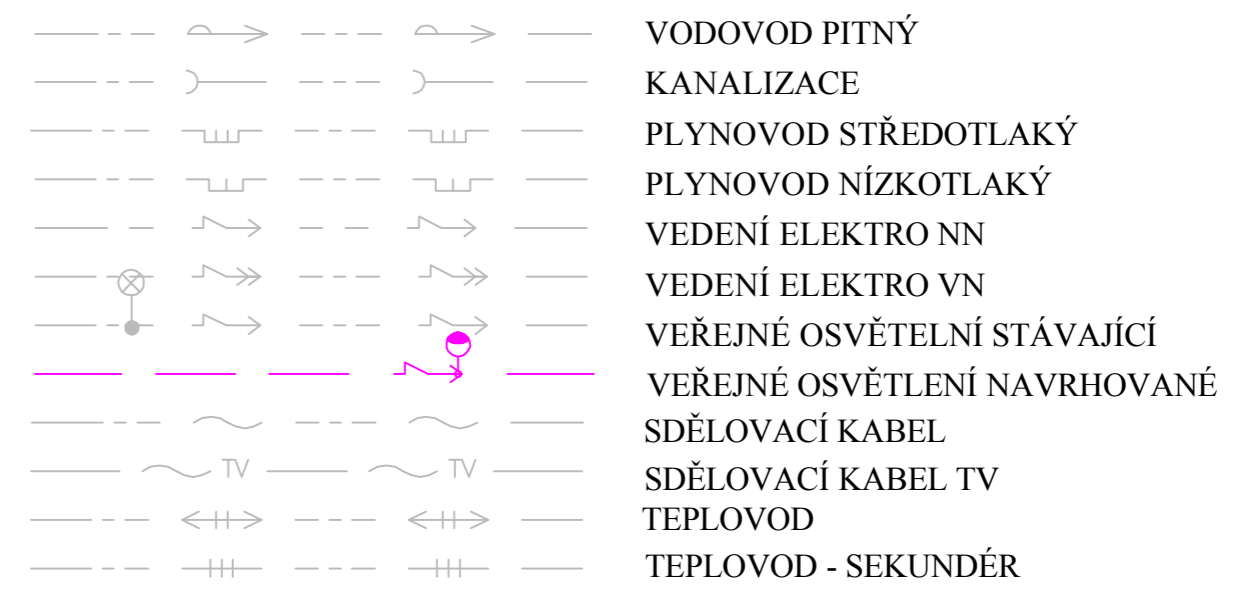 VODOVOD PITNÝ
KANALIZACE
PLYNOVOD STŘEDOTLAKÝ
PLYNOVOD NÍZKOTLAKÝ
VEDENÍ ELEKTRO NN
VEDENÍ ELEKTRO VN
VEŘEJNÉ OSVĚTELNÍ STÁVAJÍCÍ
VEŘEJNÉ OSVĚTLENÍ NAVRHOVANÉ
SDĚLOVACÍ KABEL
TV TV SDĚLOVACÍ KABEL TV
TEPLOVOD
TEPLOVOD - SEKUNDÉR